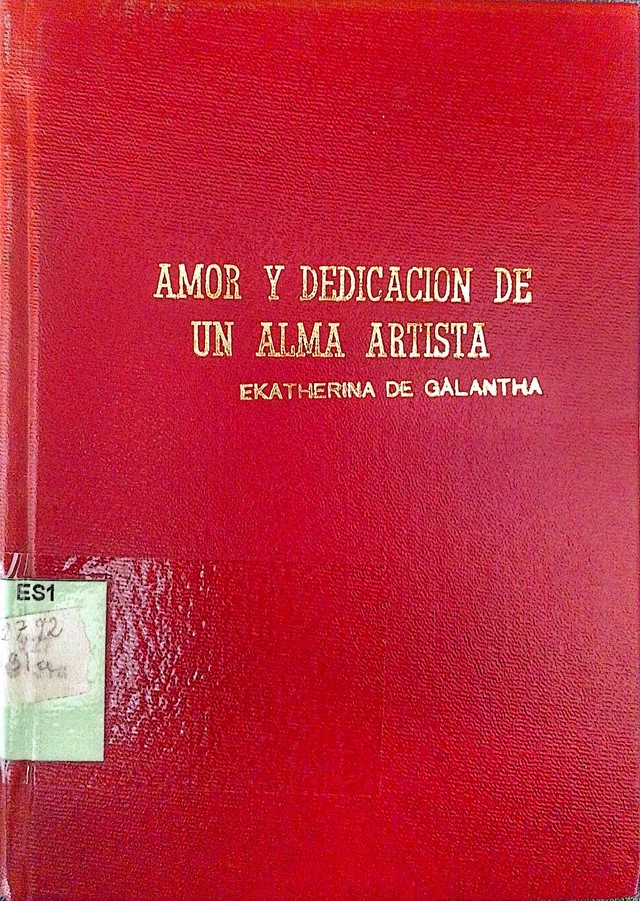 AMOR Y DEDICACION DE
UN ALMA ARTISTA
EKATHERINA DE GALANTHA
ES1